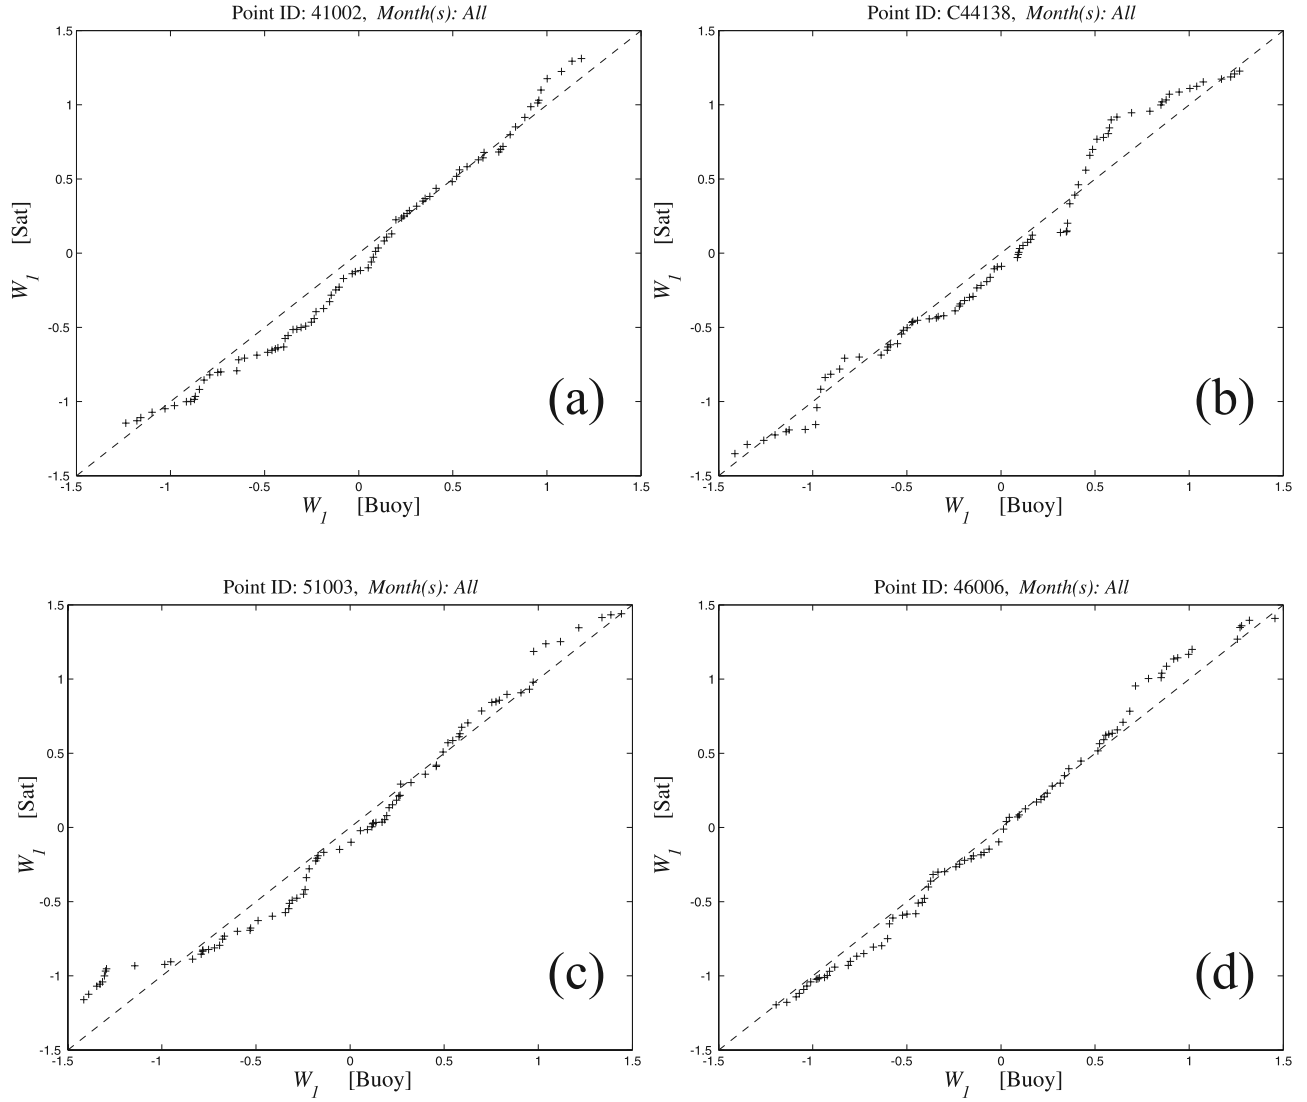 Point ID: 41002, Month(s): All
1.5
1
0.5
0
-0.5
-1
-1.5
W1 [Sat]
-1.5 -1 -0.5 0 0.5 1 1.5
W1 [Buoy]
(a)
Point ID: C44138, Month(s): All
1.5
1
0.5
0
-0.5
-1
-1.5
W1 [Sat]
-1.5 -1 -0.5 0 0.5 1 1.5
W1 [Buoy]
(b)
Point ID: 51003, Month(s): All
1.5
1
0.5
0
-0.5
-1
-1.5
W1 [Sat]
-1.5 -1 -0.5 0 0.5 1 1.5
W1 [Buoy]
(c)
Point ID: 46006, Month(s): All
1.5
1
0.5
0
-0.5
-1
-1.5
W1 [Sat]
-1.5 -1 -0.5 0 0.5 1 1.5
W1 [Buoy]
(d)